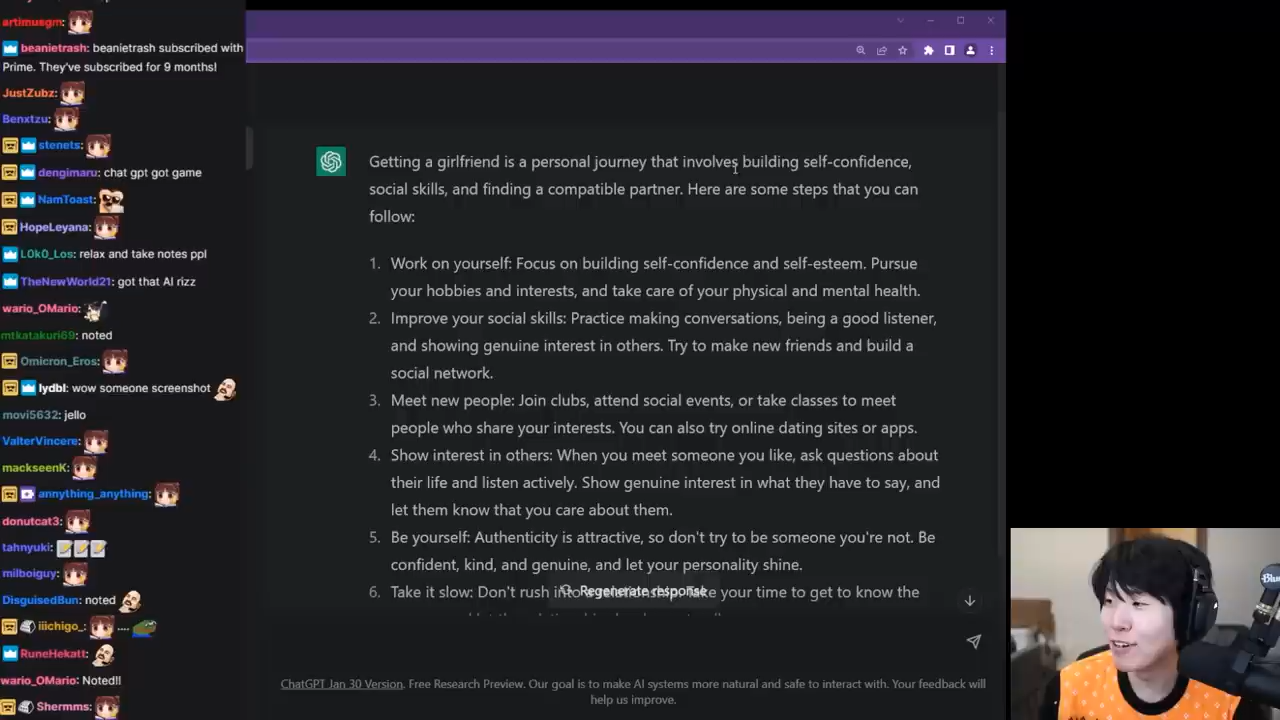 artimusgm:
beanietrash: beanietrash subscribed with
Prime. They've subscribed for 9 months!
JustZubz:
Benxtzu:
stenets:
dengimaru: chat gpt got game
NamToast:
HopeLeyana:
L0k0_Los: relax and take notes ppl
TheNewWorld21: got that AI rizz
wario_OMario:
mtkatakuri69: noted
Omicron_Eros:
lydbl: wow someone screenshot
movi5632: jello
ValterVincere:
mackseenK:
annything_anything:
donutcat3:
tahnyuki:
milboiguy:
DisguisedBun: noted
iiichigo_: ....
RuneHekatt:
wario_OMario: Noted!!
Shermms:
Getting a girlfriend is a personal journey that involves building self-confidence,
social skills, and finding a compatible partner. Here are some steps that you can
follow:
1. Work on yourself: Focus on building self-confidence and self-esteem. Pursue
your hobbies and interests, and take care of your physical and mental health.
2. Improve your social skills: Practice making conversations, being a good listener,
and showing genuine interest in others. Try to make new friends and build a
social network.
3. Meet new people: Join clubs, attend social events, or take classes to meet
people who share your interests. You can also try online dating sites or apps.
4. Show interest in others: When you meet someone you like, ask questions about
their life and listen actively. Show genuine interest in what they have to say, and
let them know that you care about them.
5. Be yourself: Authenticity is attractive, so don't try to be someone you're not. Be
confident, kind, and genuine, and let your personality shine.
6. Take it slow: Don't rush into a relationship. Take your time to get to know the
Regenerate response
ChatGPT Jan 30 Version. Free Research Preview. Our goal is to make AI systems more natural and safe to interact with. Your feedback will
help us improve.
Blue